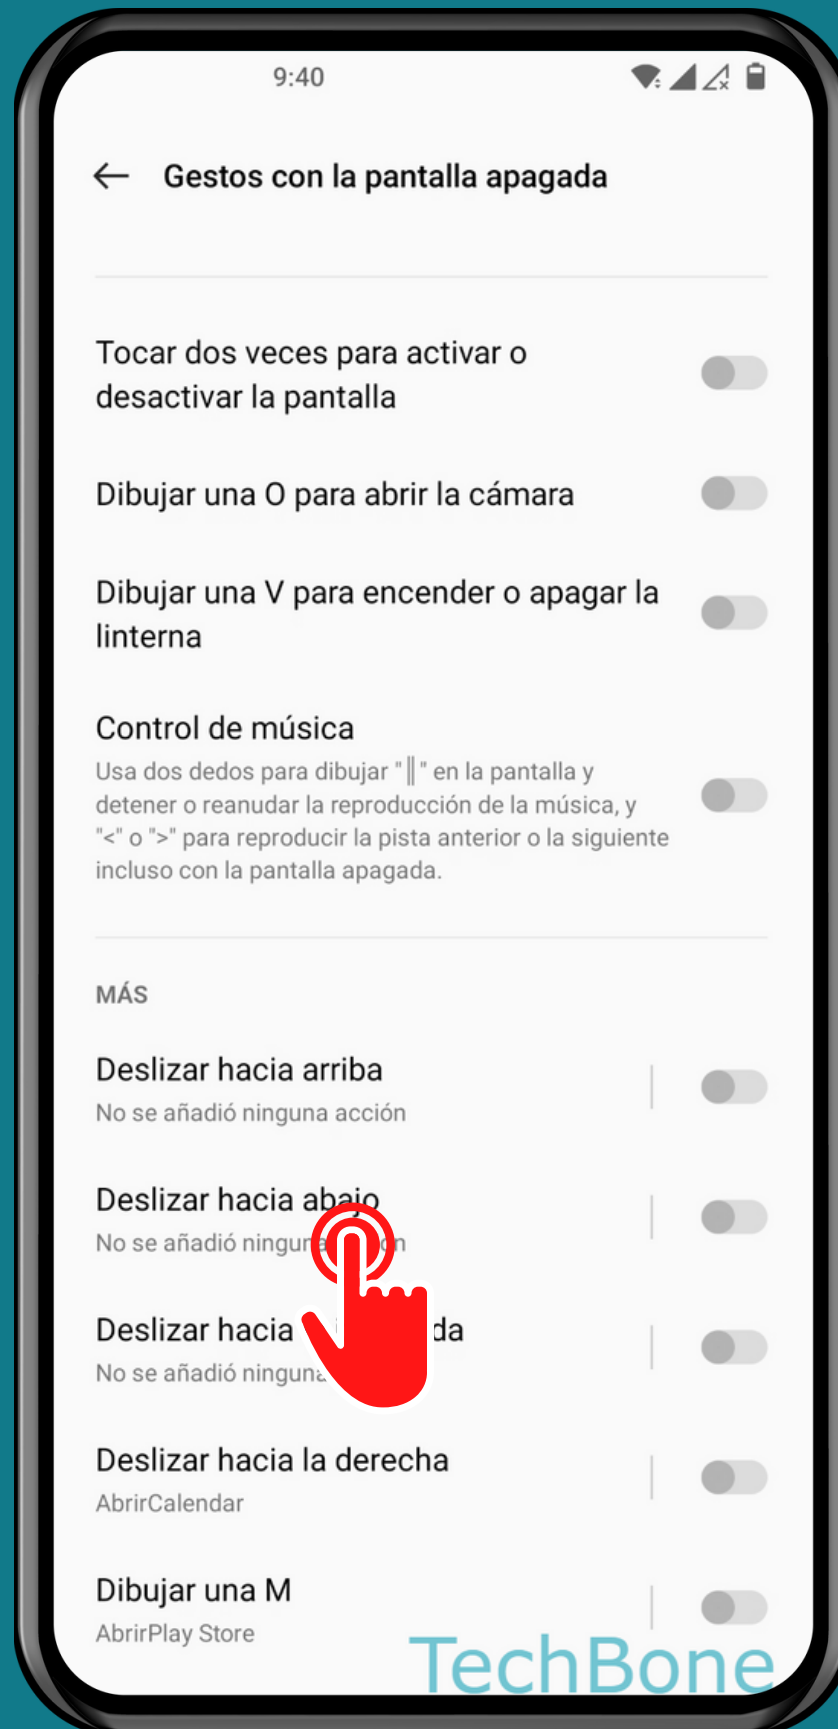 9:40
Gestos con la pantalla apagada
Tocar dos veces para activar o
desactivar la pantalla
Dibujar una O para abrir la cámara
Dibujar una V para encender o apagar la
linterna
Control de música
Usa dos dedos para dibujar "||" en la pantalla y
detener o reanudar la reproducción de la música, y
"<" o ">" para reproducir la pista anterior o la siguiente
incluso con la pantalla apagada.
MÁS
Deslizar hacia arriba
No se añadió ninguna acción
Deslizar hacia abajo
No se añadió ninguna
Deslizar hacia
No se añadió ninguna
Deslizar hacia la derecha
AbrirCalendar
Dibujar una M
AbrirPlay Store
TechBone